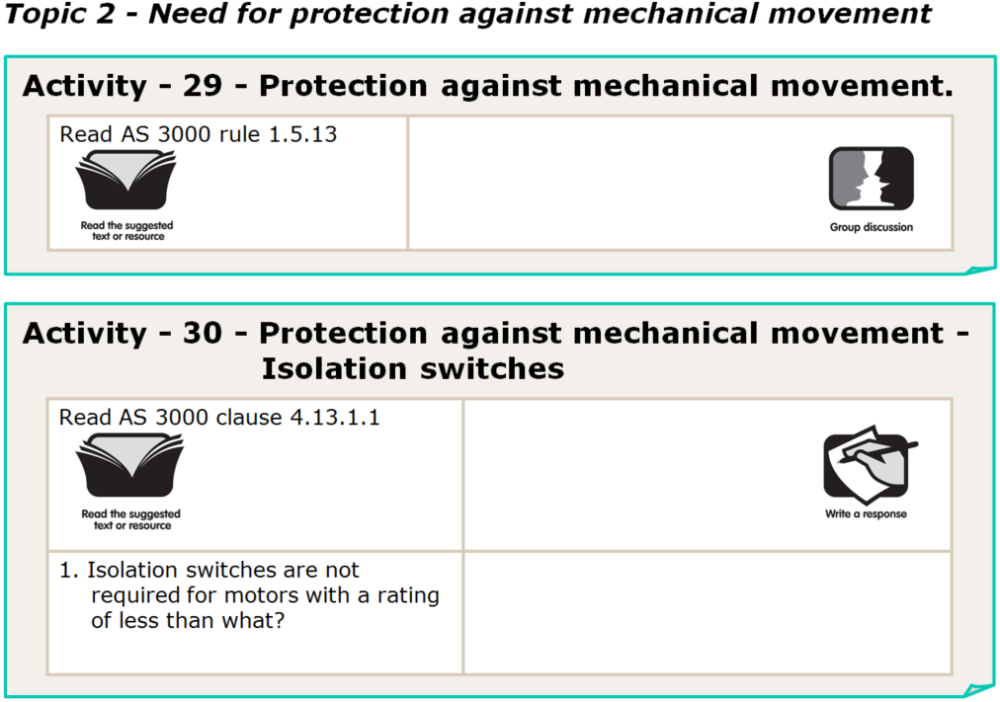 Topic 2 - Need for protection against mechanical movement
Activity - 29 - Protection against mechanical movement.
Read AS 3000 rule 1.5.13
Read the suggested
text or resource
Group discussion
Activity - 30 - Protection against mechanical movement -
Isolation switches
Read AS 3000 clause 4.13.1.1
Read the suggested
text or resource
Write a response
1. Isolation switches are not
required for motors with a rating
of less than what?